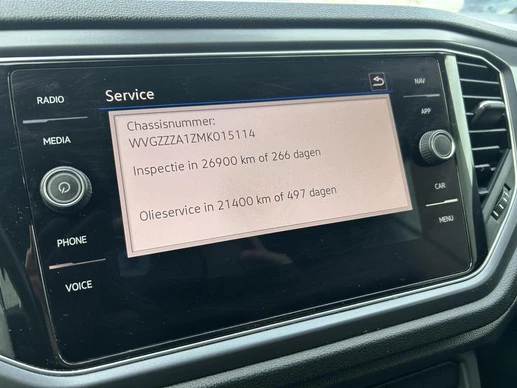 Service
RADIO
MEDIA
PHONE
VOICE
Chassisnummer:
WVGZZZA1ZMK015114
Inspectie in 26900 km of 266 dagen
Olieservice in 21400 km of 497 dagen
NAV
APP
CAR
MENU